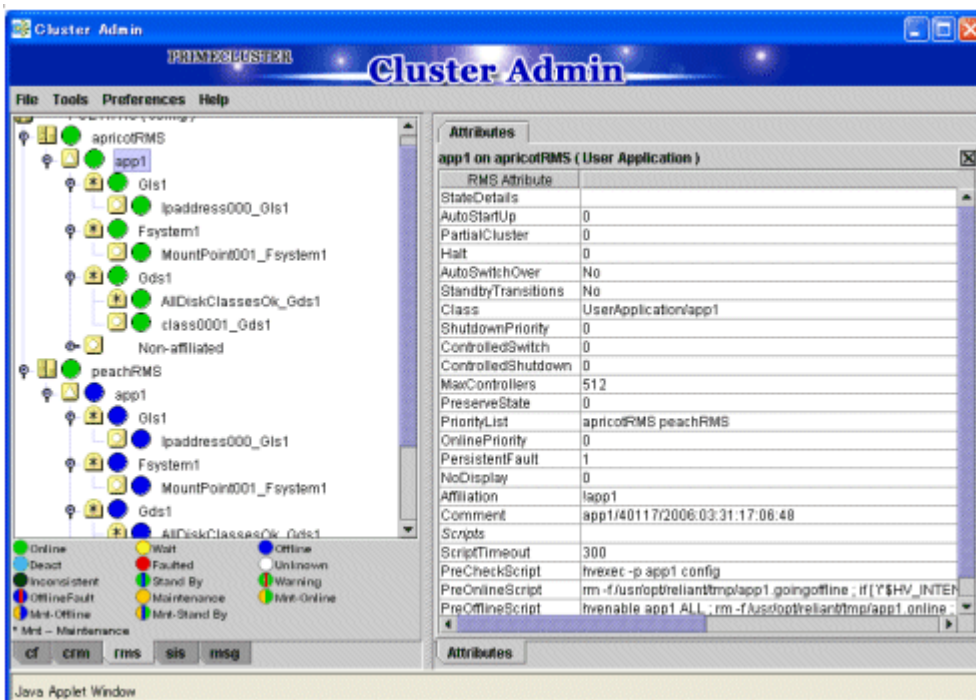 Cluster Admin
PRIMECLUSTER
Cluster Admin
File Tools Preferences Help
apricotRMS
app1
Gls1
Ipaddress000_Gls1
Fsystem1
MountPoint001_Fsystem1
Gds1
AllDiskClassesOk_Gds1
class0001_Gds1
Non-affiliated
peachRMS
app1
Gls1
Ipaddress000_Gls1
Fsystem1
MountPoint001_Fsystem1
Gds1
AllDiskClassesOk_Gds1
Online Wait Offline
Deact Faulted Unknown
Inconsistent Stand By Warning
OfflineFault Maintenance Mnt-Online
Mnt-Offline Mnt-Stand By
* Mnt -- Maintenance
cf crm rms sis msg
Attributes
app1 on apricotRMS ( User Application )
RMS Attribute
StateDetails
AutoStartUp 0
PartialCluster 0
Halt 0
AutoSwitchOver No
StandbyTransitions No
Class UserApplication/app1
ShutdownPriority 0
ControlledSwitch 0
ControlledShutdown 0
MaxControllers 512
PreserveState 0
PriorityList apricotRMS peachRMS
OnlinePriority 0
PersistentFault 1
NoDisplay 0
Affiliation !app1
Comment app1/40117/2006:03:31:17:06:48
Scripts
ScriptTimeout 300
PreCheckScript hvexec -p app1 config
PreOnlineScript rm -f /usr/opt/reliant/tmp/app1.goingoffline ; if [ "$HV_INTEN
PreOfflineScript hvenable app1 ALL ; rm -f /usr/opt/reliant/tmp/app1.online ;
Attributes
Java Applet Window